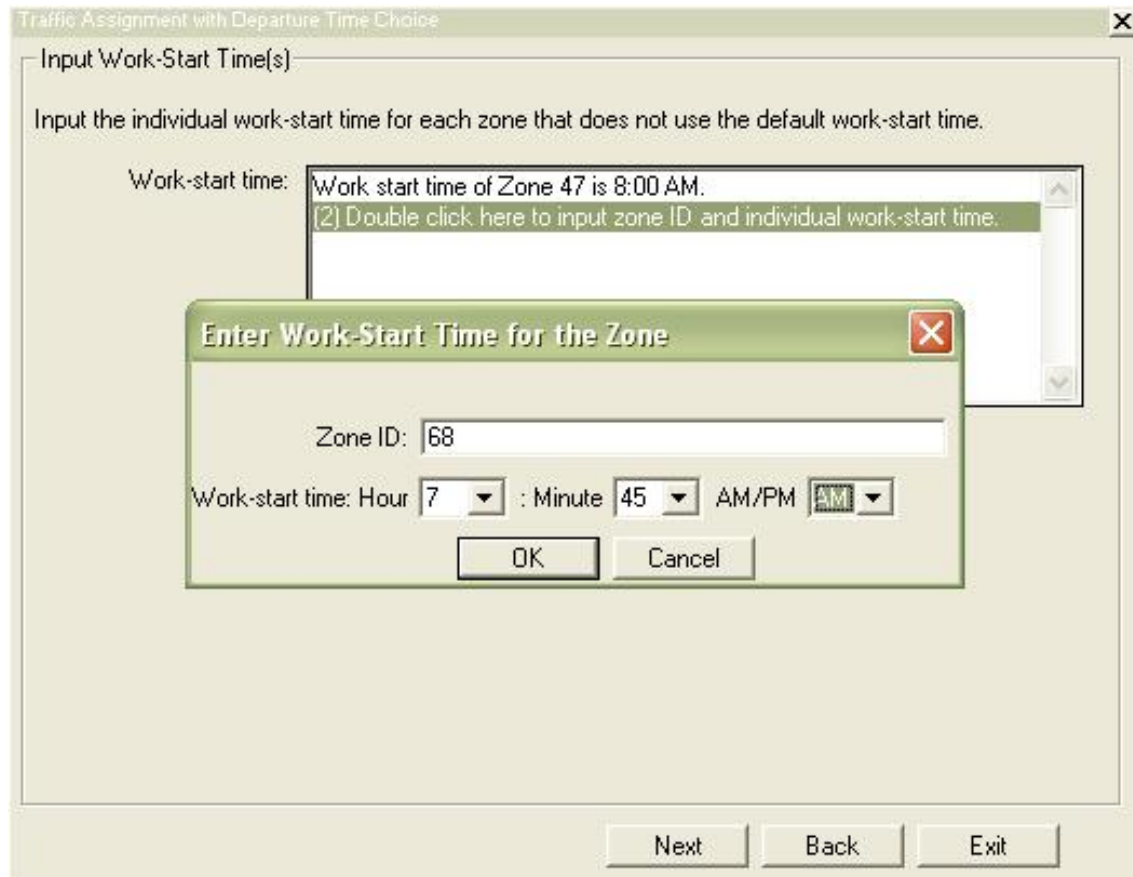 Traffic Assignment with Departure Time Choice
Input Work-Start Time(s)
Input the individual work-start time for each zone that does not use the default work-start time.
Work-start time:
Work start time of Zone 47 is 8:00 AM.
(2) Double click here to input zone ID and individual work-start time.
Enter Work-Start Time for the Zone
Zone ID: 68
Work-start time: Hour 7 : Minute 45 AM/PM AM
OK Cancel
Next Back Exit